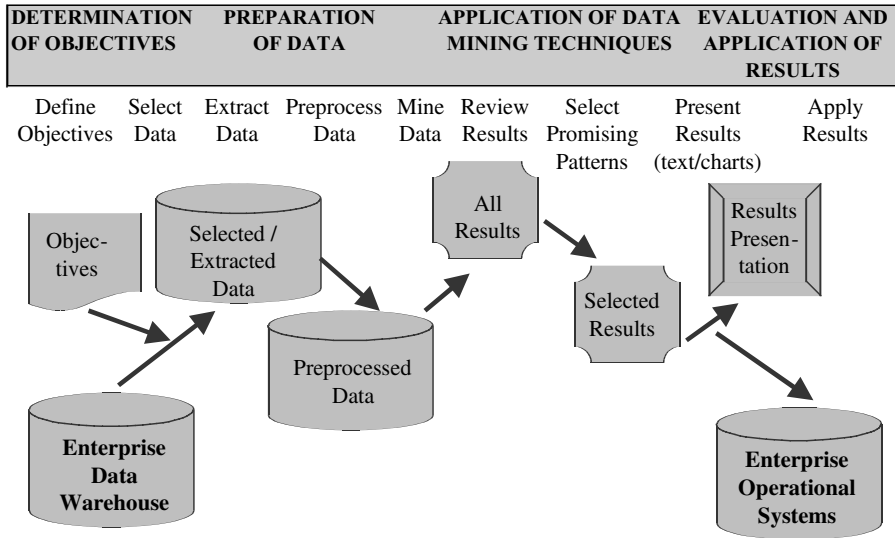 DETERMINATION
OF OBJECTIVES
PREPARATION
OF DATA
APPLICATION OF DATA
MINING TECHNIQUES
EVALUATION AND
APPLICATION OF
RESULTS
Define
Objectives
Select
Data
Extract
Data
Preprocess
Data
Mine
Data
Review
Results
Select
Promising
Patterns
Present
Results
(text/charts)
Apply
Results
Objec-
tives
Selected /
Extracted
Data
Preprocessed
Data
All
Results
Selected
Results
Results
Presen-
tation
Enterprise
Data
Warehouse
Enterprise
Operational
Systems